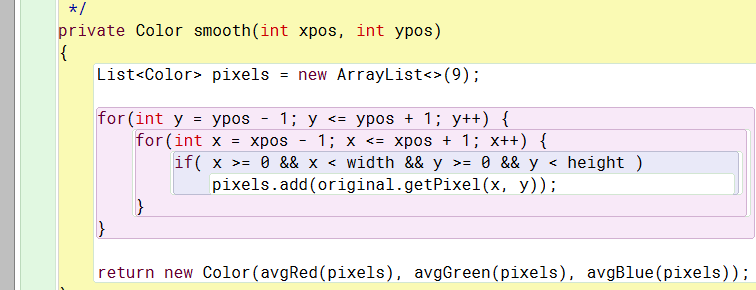 */
private Color smooth(int xpos, int ypos)
{
List<Color> pixels = new ArrayList<>(9);
for(int y = ypos - 1; y <= ypos + 1; y++) {
for(int x = xpos - 1; x <= xpos + 1; x++) {
if( x >= 0 && x < width && y >= 0 && y < height )
pixels.add(original.getPixel(x, y));
}
}
return new Color(avgRed(pixels), avgGreen(pixels), avgBlue(pixels));